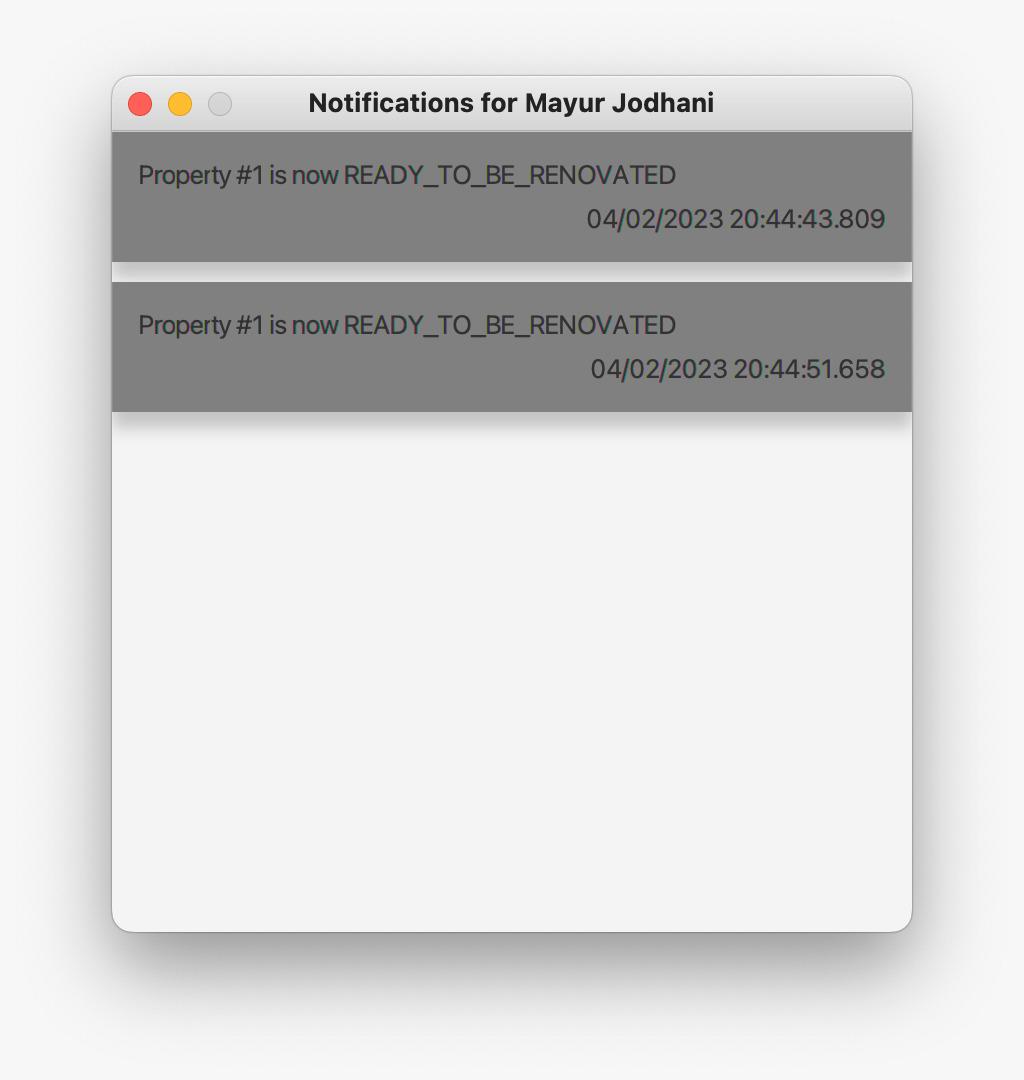 Notifications for Mayur Jodhani
Property #1 is now READY_TO_BE_RENOVATED
04/02/2023 20:44:43.809
Property #1 is now READY_TO_BE_RENOVATED
04/02/2023 20:44:51.658